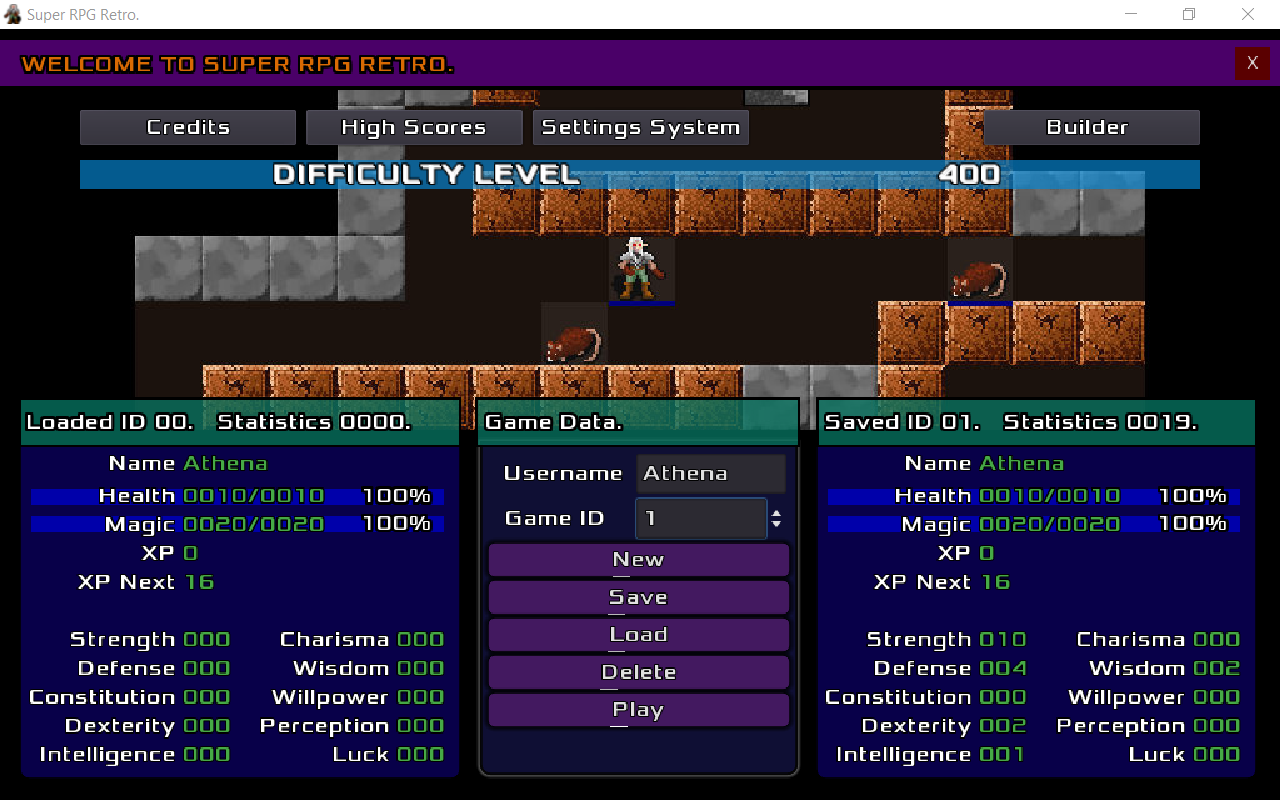 Super RPG Retro.
WELCOME TO SUPER RPG RETRO.
X
Credits
High Scores
Settings System
Builder
DIFFICULTY LEVEL 400
Loaded ID 00. Statistics 0000.
Name Athena
Health 0010/0010 100%
Magic 0020/0020 100%
XP 0
XP Next 16
Strength 000 Charisma 000
Defense 000 Wisdom 000
Constitution 000 Willpower 000
Dexterity 000 Perception 000
Intelligence 000 Luck 000
Game Data.
Username Athena
Game ID 1
New
Save
Load
Delete
Play
Saved ID 01. Statistics 0019.
Name Athena
Health 0010/0010 100%
Magic 0020/0020 100%
XP 0
XP Next 16
Strength 010 Charisma 000
Defense 004 Wisdom 002
Constitution 000 Willpower 000
Dexterity 002 Perception 000
Intelligence 001 Luck 000